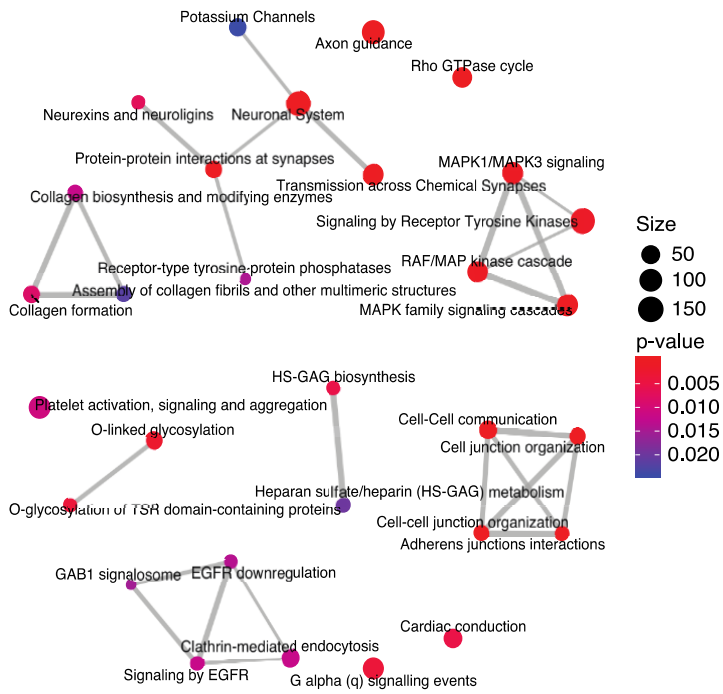 Potassium Channels
Axon guidance
Rho GTPase cycle
Neurexins and neuroligins
Neuronal System
Protein-protein interactions at synapses
MAPK1/MAPK3 signaling
Transmission across Chemical Synapses
Collagen biosynthesis and modifying enzymes
Signaling by Receptor Tyrosine Kinases
RAF/MAP kinase cascade
Receptor-type tyrosine-protein phosphatases
Assembly of collagen fibrils and other multimeric structures
Collagen formation
MAPK family signaling cascades
Size
50
100
150
p-value
0.005
0.010
0.015
0.020
HS-GAG biosynthesis
Platelet activation, signaling and aggregation
O-linked glycosylation
Cell-Cell communication
Cell junction organization
Heparan sulfate/heparin (HS-GAG) metabolism
O-glycosylation of TSR domain-containing proteins
Cell-cell junction organization
Adherens junctions interactions
GAB1 signalosome
EGFR downregulation
Clathrin-mediated endocytosis
Signaling by EGFR
Cardiac conduction
G alpha (q) signalling events